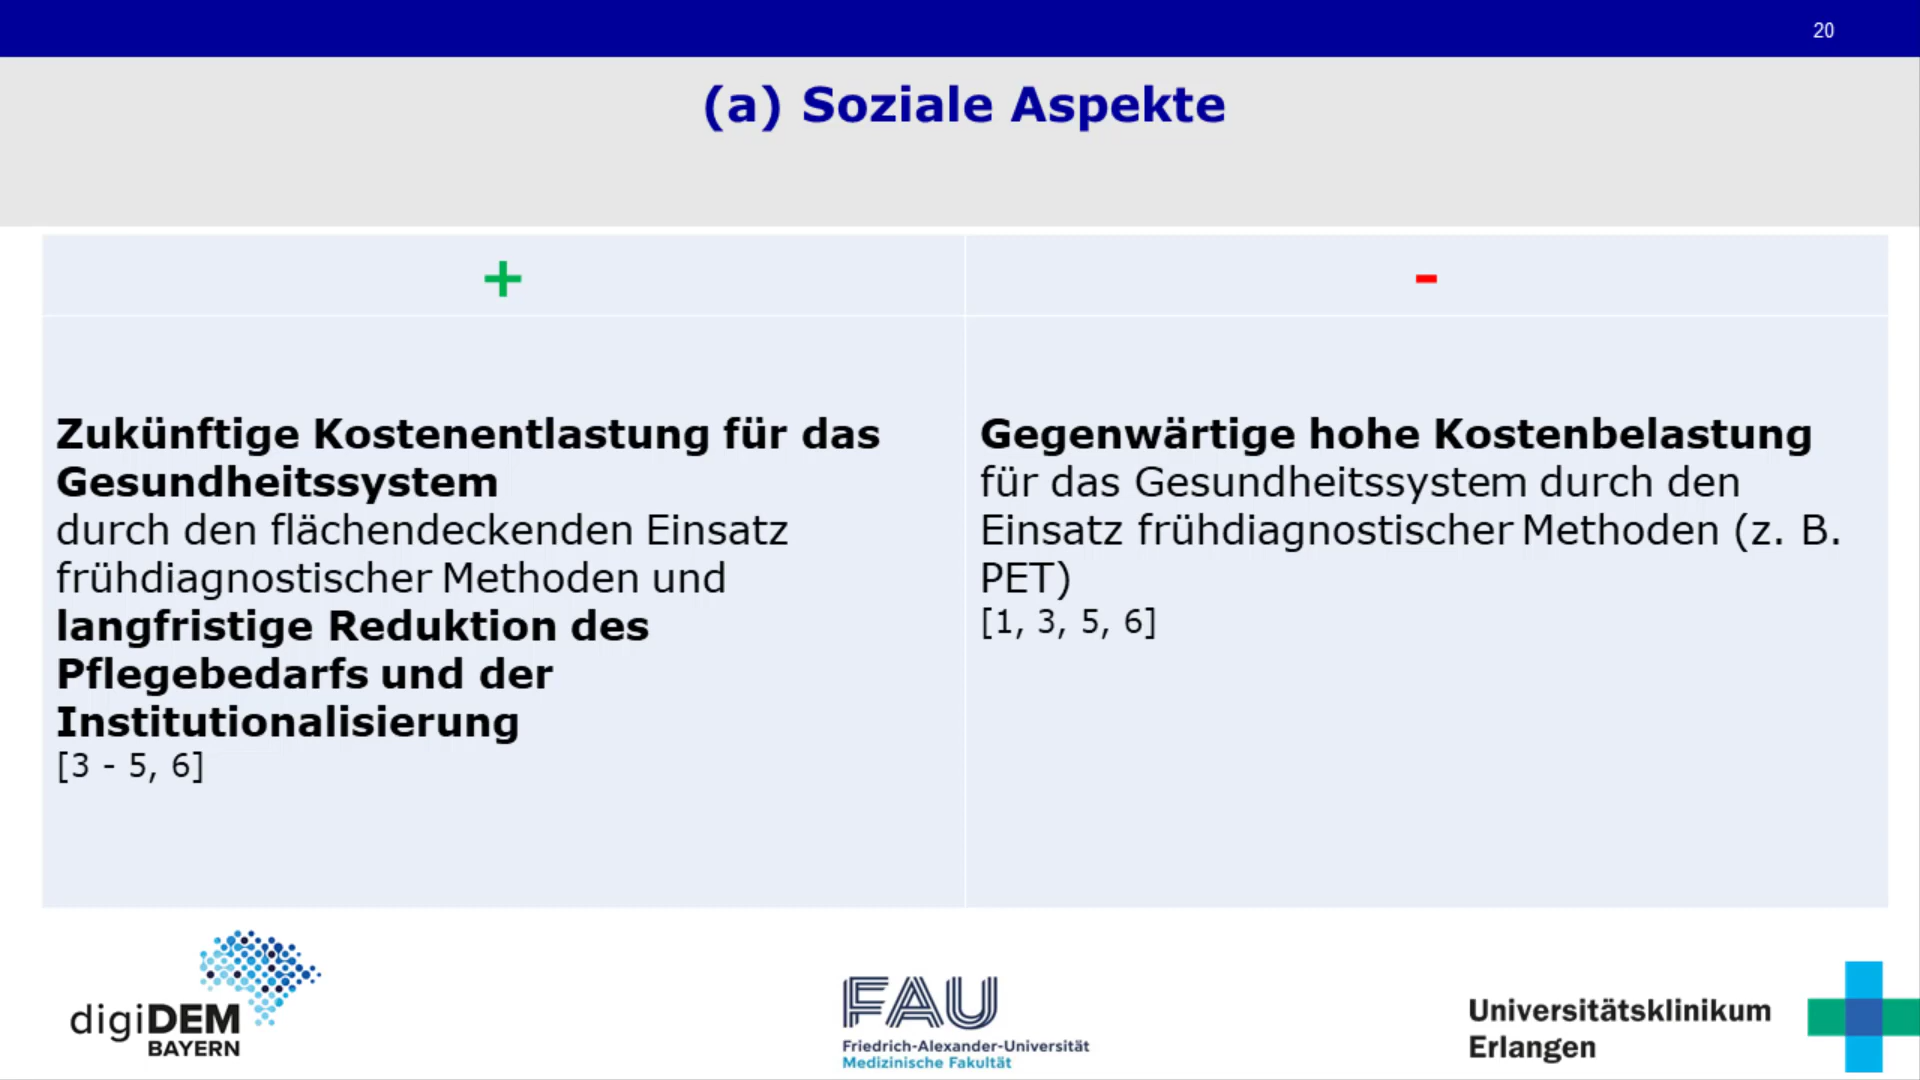 20
(a) Soziale Aspekte
+
-
Zukünftige Kostenentlastung für das
Gesundheitssystem
durch den flächendeckenden Einsatz
frühdiagnostischer Methoden und
langfristige Reduktion des
Pflegebedarfs und der
Institutionalisierung
[3 - 5, 6]
Gegenwärtige hohe Kostenbelastung
für das Gesundheitssystem durch den
Einsatz frühdiagnostischer Methoden (z. B.
PET)
[1, 3, 5, 6]
digiDEM
BAYERN
FAU
Friedrich-Alexander-Universität
Medizinische Fakultät
Universitätsklinikum
Erlangen